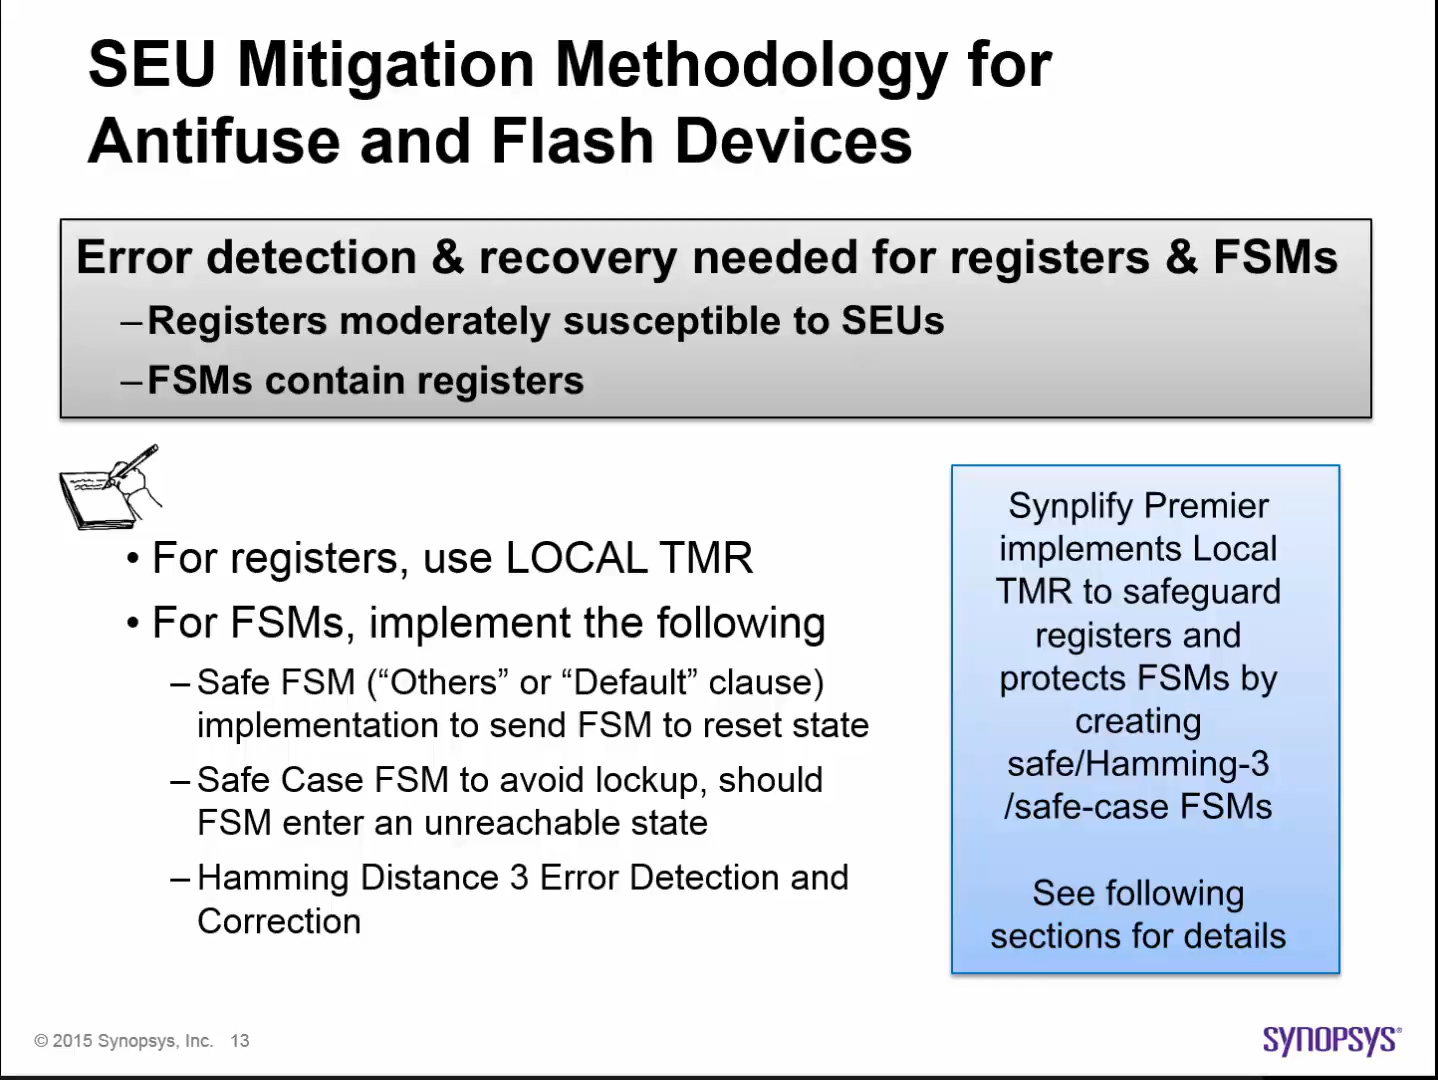 SEU Mitigation Methodology for
Antifuse and Flash Devices
Error detection & recovery needed for registers & FSMs
–Registers moderately susceptible to SEUs
–FSMs contain registers
• For registers, use LOCAL TMR
• For FSMs, implement the following
– Safe FSM (“Others” or “Default” clause)
implementation to send FSM to reset state
– Safe Case FSM to avoid lockup, should
FSM enter an unreachable state
– Hamming Distance 3 Error Detection and
Correction
Synplify Premier
implements Local
TMR to safeguard
registers and
protects FSMs by
creating
safe/Hamming-3
/safe-case FSMs
See following
sections for details
© 2015 Synopsys, Inc. 13
SYNOPSYS®